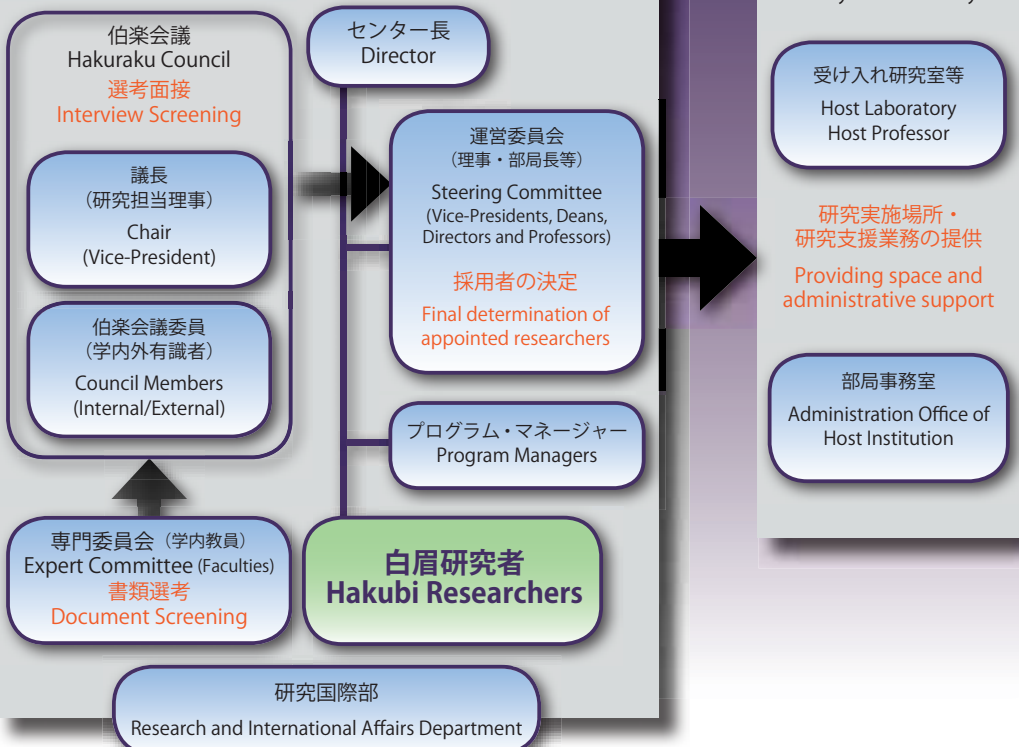 伯楽会議
Hakuraku Council
選考面接
Interview Screening
議長
（研究担当理事）
Chair
(Vice-President)
伯楽会議委員
（学内外有識者）
Council Members
(Internal/External)
専門委員会（学内教員）
Expert Committee (Faculties)
書類選考
Document Screening
センター長
Director
運営委員会
（理事・部局長等）
Steering Committee
(Vice-Presidents, Deans,
Directors and Professors)
採用者の決定
Final determination of
appointed researchers
プログラム・マネージャー
Program Managers
白眉研究者
Hakubi Researchers
研究国際部
Research and International Affairs Department
受け入れ研究室等
Host Laboratory
Host Professor
研究実施場所・
研究支援業務の提供
Providing space and
administrative support
部局事務室
Administration Office of
Host Institution